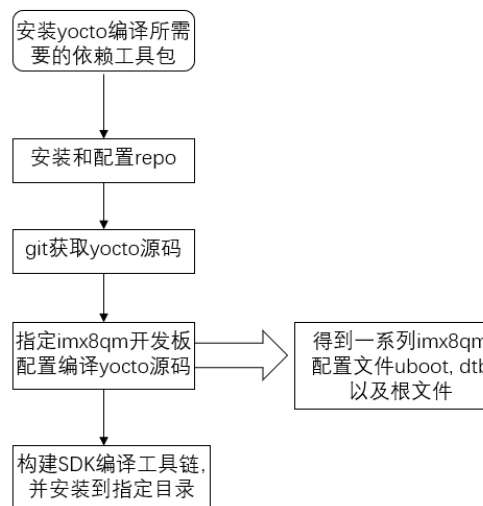 安装yocto编译所需
要的依赖工具包
安装和配置repo
git获取yocto源码
指定imx8qm开发板
配置编译yocto源码
得到一系列imx8qm
配置文件uboot, dtb
以及根文件
构建SDK编译工具链,
并安装到指定目录